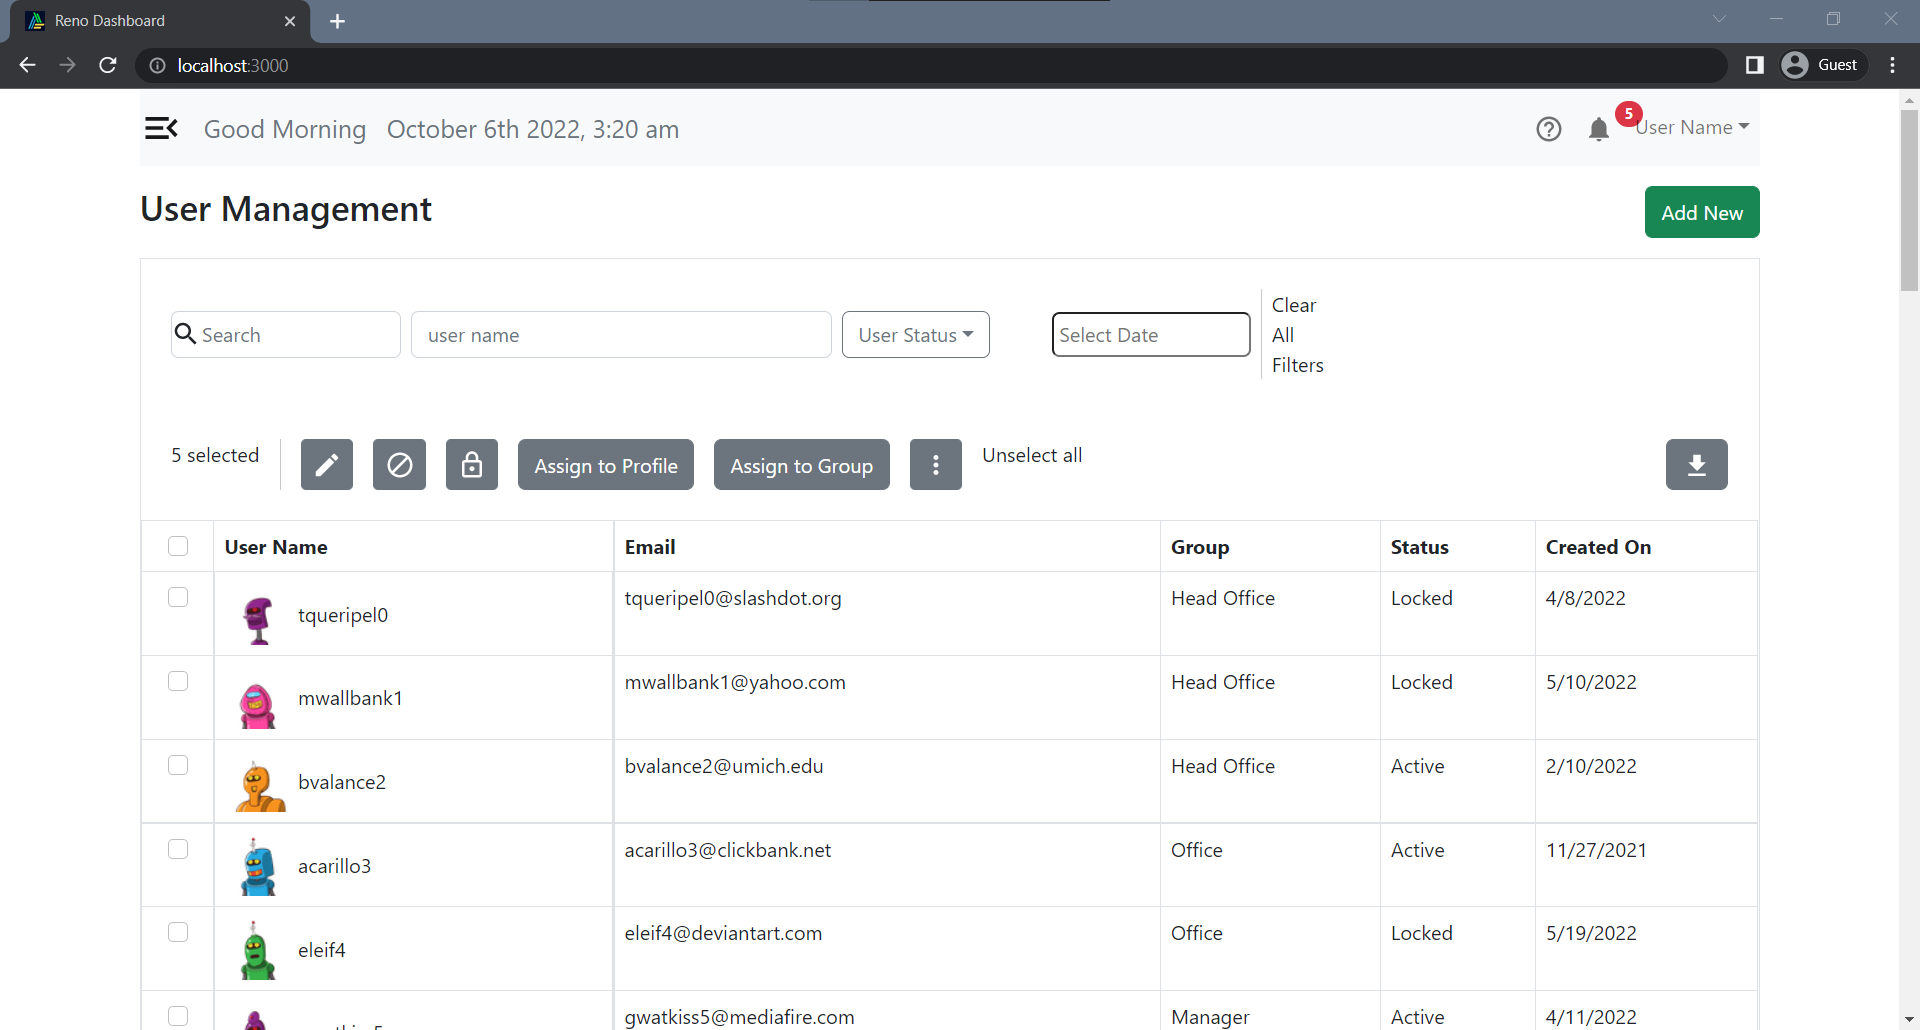 Reno Dashboard
localhost:3000
Guest
Good Morning October 6th 2022, 3:20 am
5
User Name
User Management
Add New
Search
user name
User Status
Select Date
Clear
All
Filters
5 selected
Assign to Profile
Assign to Group
Unselect all
User Name Email Group Status Created On
tqueripel0 tqueripel0@slashdot.org Head Office Locked 4/8/2022
mwallbank1 mwallbank1@yahoo.com Head Office Locked 5/10/2022
bvalance2 bvalance2@umich.edu Head Office Active 2/10/2022
acarillo3 acarillo3@clickbank.net Office Active 11/27/2021
eleif4 eleif4@deviantart.com Office Locked 5/19/2022
gwatkiss5@mediafire.com Manager Active 4/11/2022